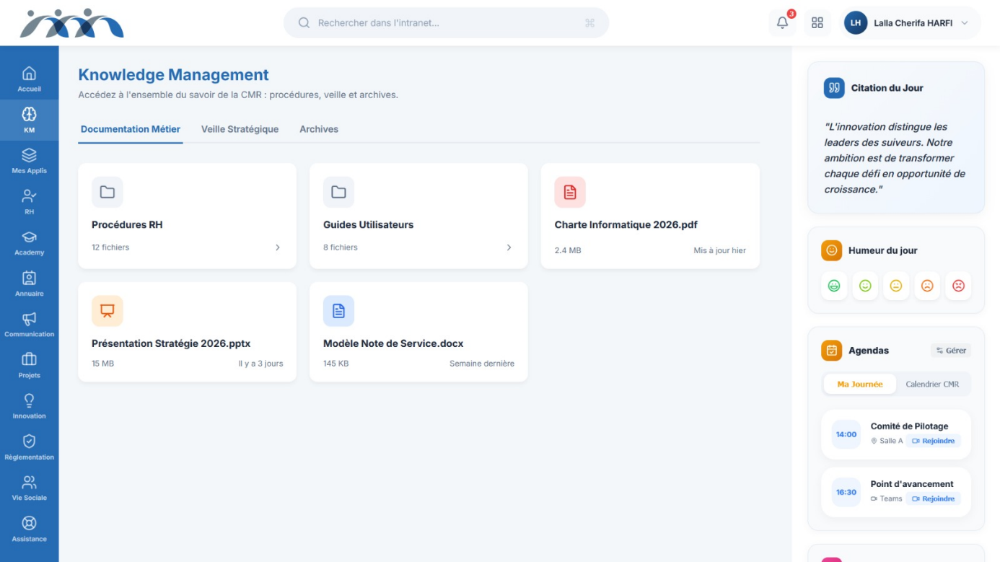 Rechercher dans l'intranet...
⌘
3
LH
Lalla Cherifa HARFI
Accueil
KM
Mes Applis
RH
Academy
Annuaire
Communication
Projets
Innovation
Règlementation
Vie Sociale
Assistance
Knowledge Management
Accédez à l'ensemble du savoir de la CMR : procédures, veille et archives.
Documentation Métier
Veille Stratégique
Archives
Procédures RH
12 fichiers
Guides Utilisateurs
8 fichiers
Charte Informatique 2026.pdf
2.4 MB
Mis à jour hier
Présentation Stratégie 2026.pptx
15 MB
Il y a 3 jours
Modèle Note de Service.docx
145 KB
Semaine dernière
Citation du Jour
"L'innovation distingue les
leaders des suiveurs. Notre
ambition est de transformer
chaque défi en opportunité de
croissance."
Humeur du jour
Agendas
Gérer
Ma Journée
Calendrier CMR
14:00
Comité de Pilotage
Salle A
Rejoindre
16:30
Point d'avancement
Teams
Rejoindre